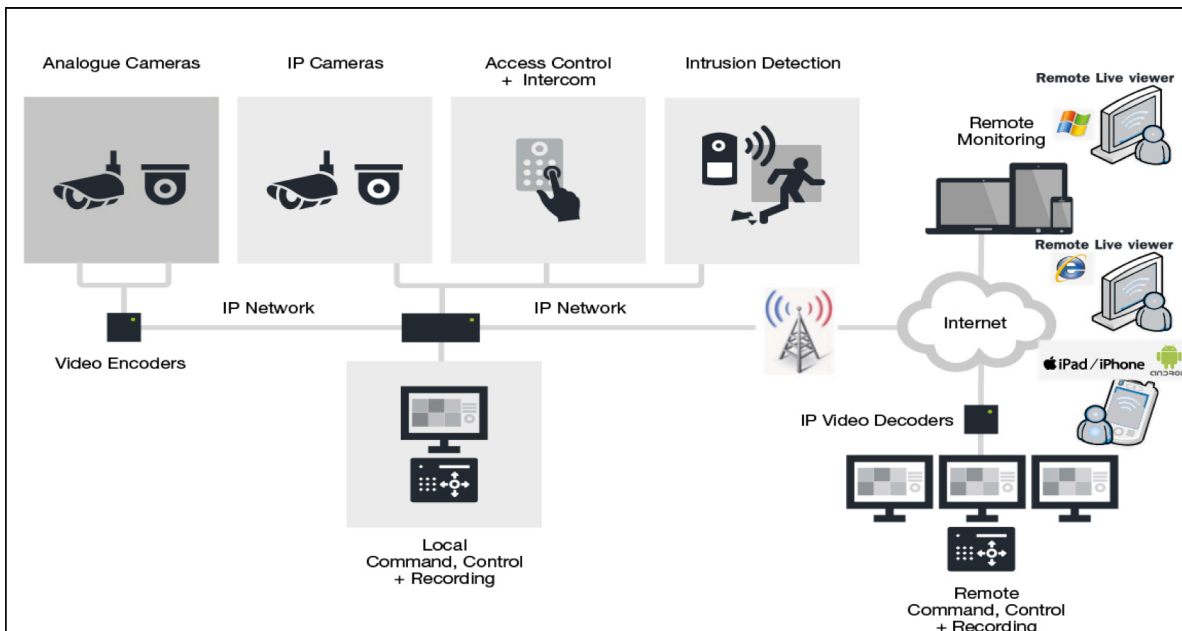 Analogue Cameras
IP Cameras
Access Control
+ Intercom
Intrusion Detection
Remote Live viewer
Remote
Monitoring
Remote Live viewer
IP Network
IP Network
Internet
Video Encoders
iPad/iPhone
ANDROID
IP Video Decoders
Local
Command, Control
+ Recording
Remote
Command, Control
+ Recording